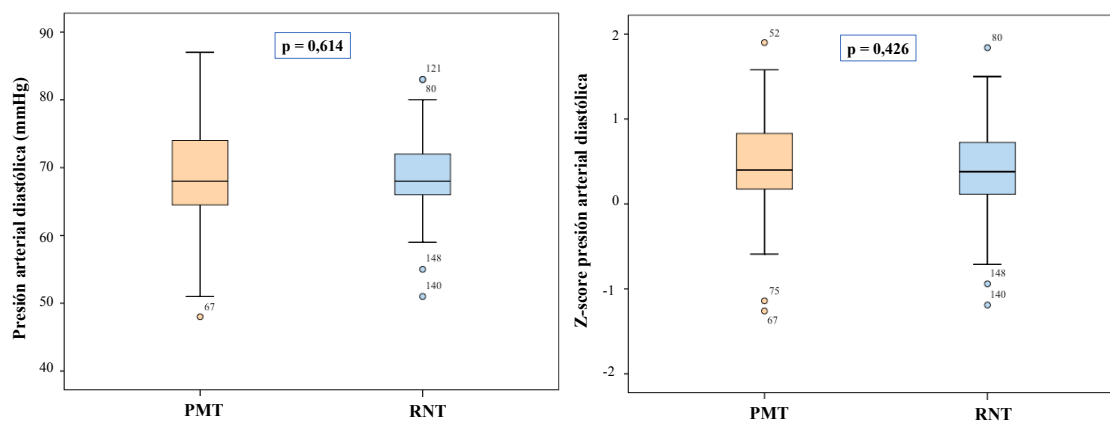 Presión arterial diastólica (mmHg)
90
80
70
60
50
40
p = 0,614
121
80
148
140
67
PMT
RNT
Z-score presión arterial diastólica
2
1
0
-1
-2
p = 0,426
52
80
75
67
148
140
PMT
RNT